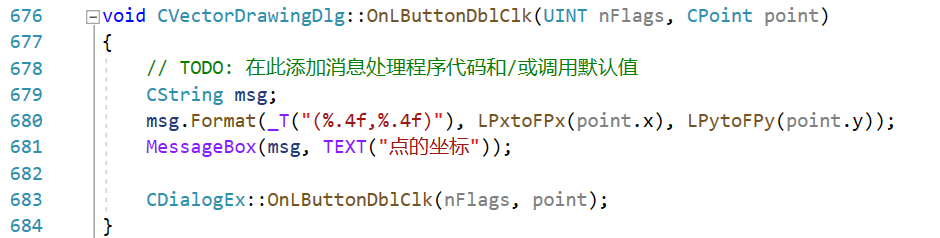 676 void CVectorDrawingDlg::OnLButtonDblClk(UINT nFlags, CPoint point)
677 {
678 // TODO: 在此添加消息处理程序代码和/或调用默认值
679 CString msg;
680 msg.Format(_T("(%.4f,%.4f)"), LPxtoFPx(point.x), LPytoFPy(point.y));
681 MessageBox(msg, TEXT("点的坐标"));
682
683 CDialogEx::OnLButtonDblClk(nFlags, point);
684 }